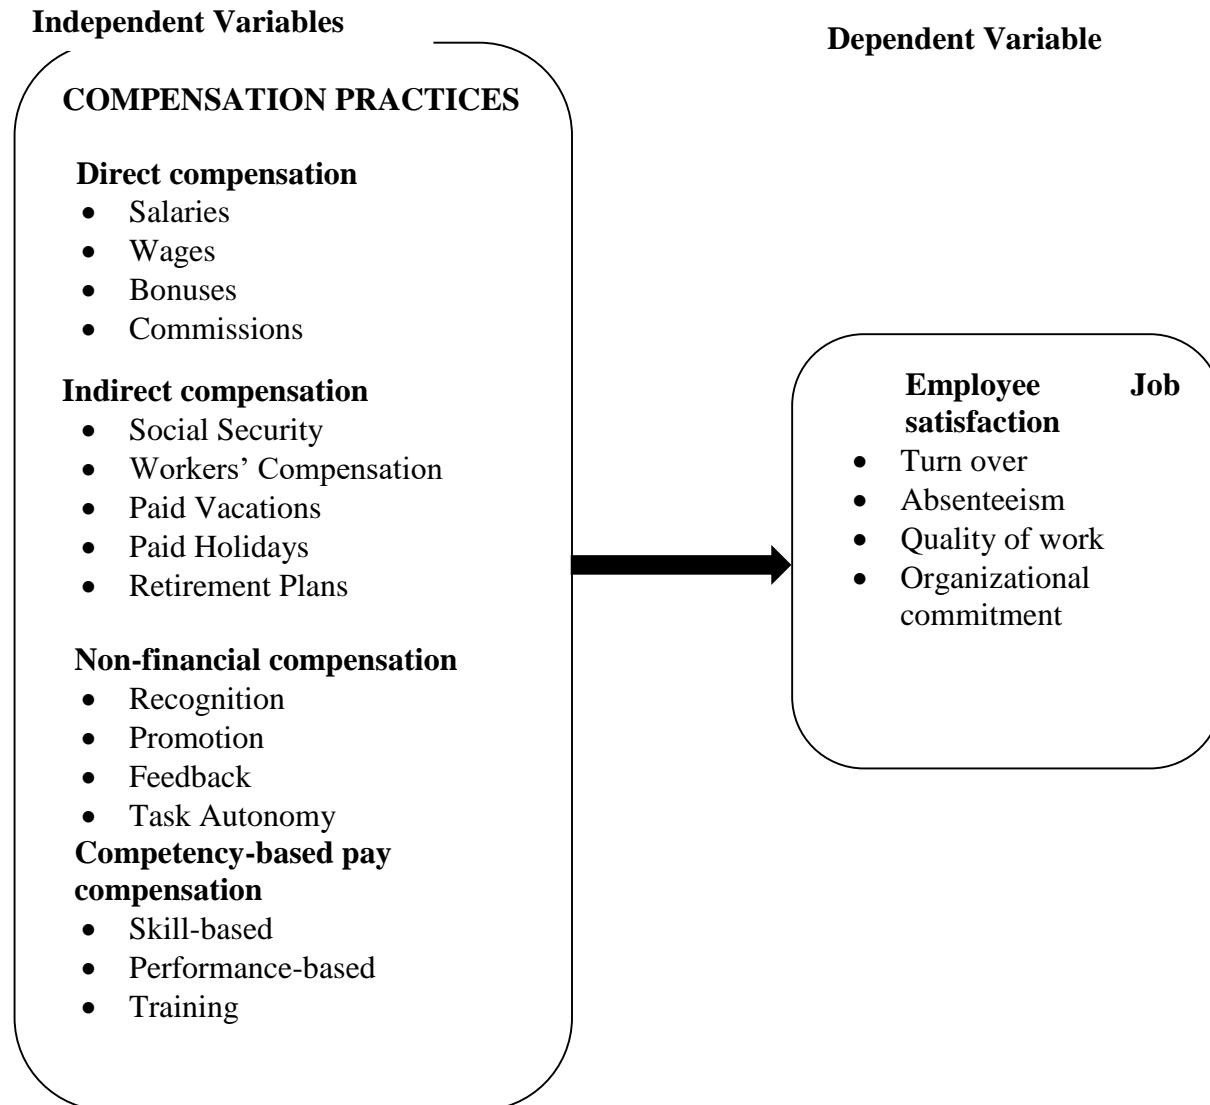 Independent Variables
Dependent Variable
COMPENSATION PRACTICES
Direct compensation
• Salaries
• Wages
• Bonuses
• Commissions
Indirect compensation
• Social Security
• Workers’ Compensation
• Paid Vacations
• Paid Holidays
• Retirement Plans
Non-financial compensation
• Recognition
• Promotion
• Feedback
• Task Autonomy
Competency-based pay
compensation
• Skill-based
• Performance-based
• Training
Employee Job
satisfaction
• Turn over
• Absenteeism
• Quality of work
• Organizational
commitment